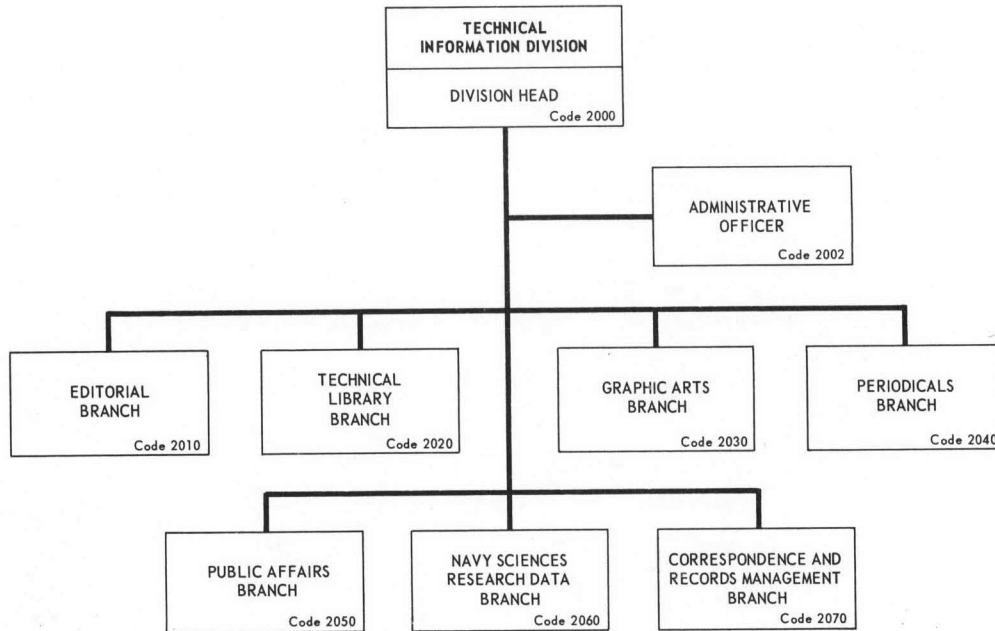 TECHNICAL
INFORMATION DIVISION
DIVISION HEAD
Code 2000
ADMINISTRATIVE
OFFICER
Code 2002
EDITORIAL
BRANCH
Code 2010
TECHNICAL
LIBRARY
BRANCH
Code 2020
GRAPHIC ARTS
BRANCH
Code 2030
PERIODICALS
BRANCH
Code 2040
PUBLIC AFFAIRS
BRANCH
Code 2050
NAVY SCIENCES
RESEARCH DATA
BRANCH
Code 2060
CORRESPONDENCE AND
RECORDS MANAGEMENT
BRANCH
Code 2070